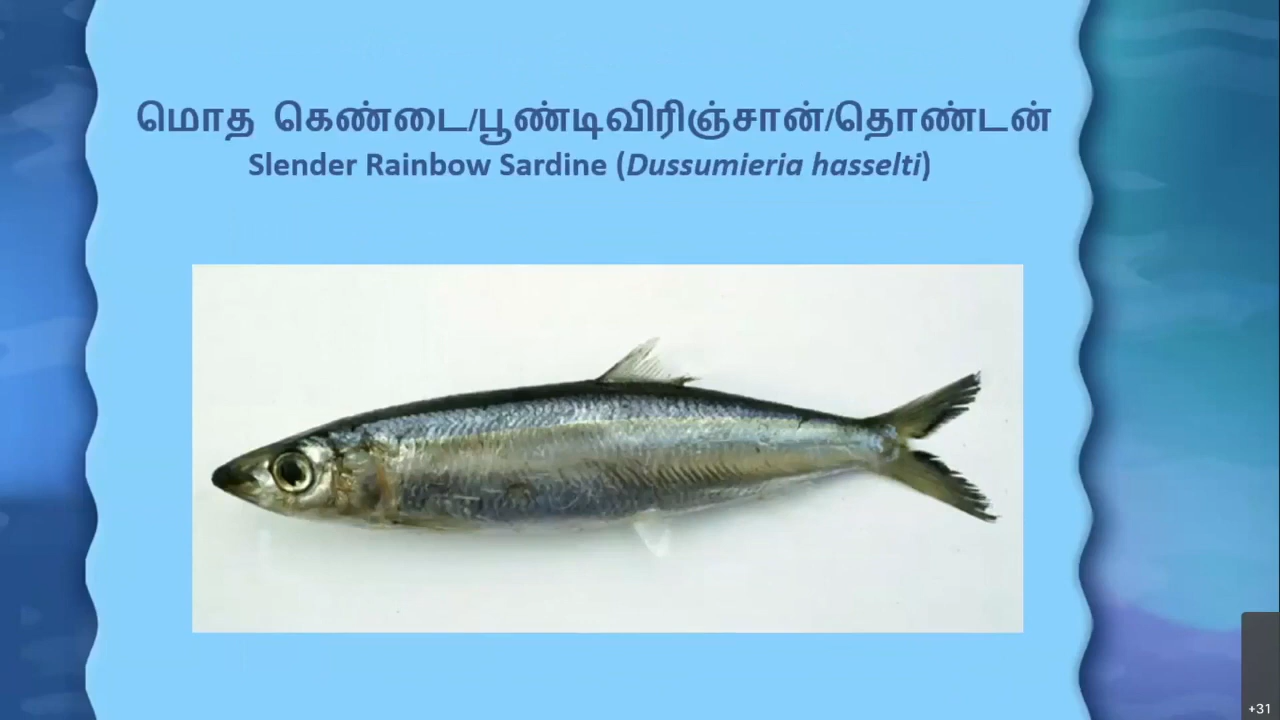 மொத கெண்டை/பூண்டிவிரிஞ்சான்/தொண்டன்
Slender Rainbow Sardine (Dussumieria hasselti)
+31